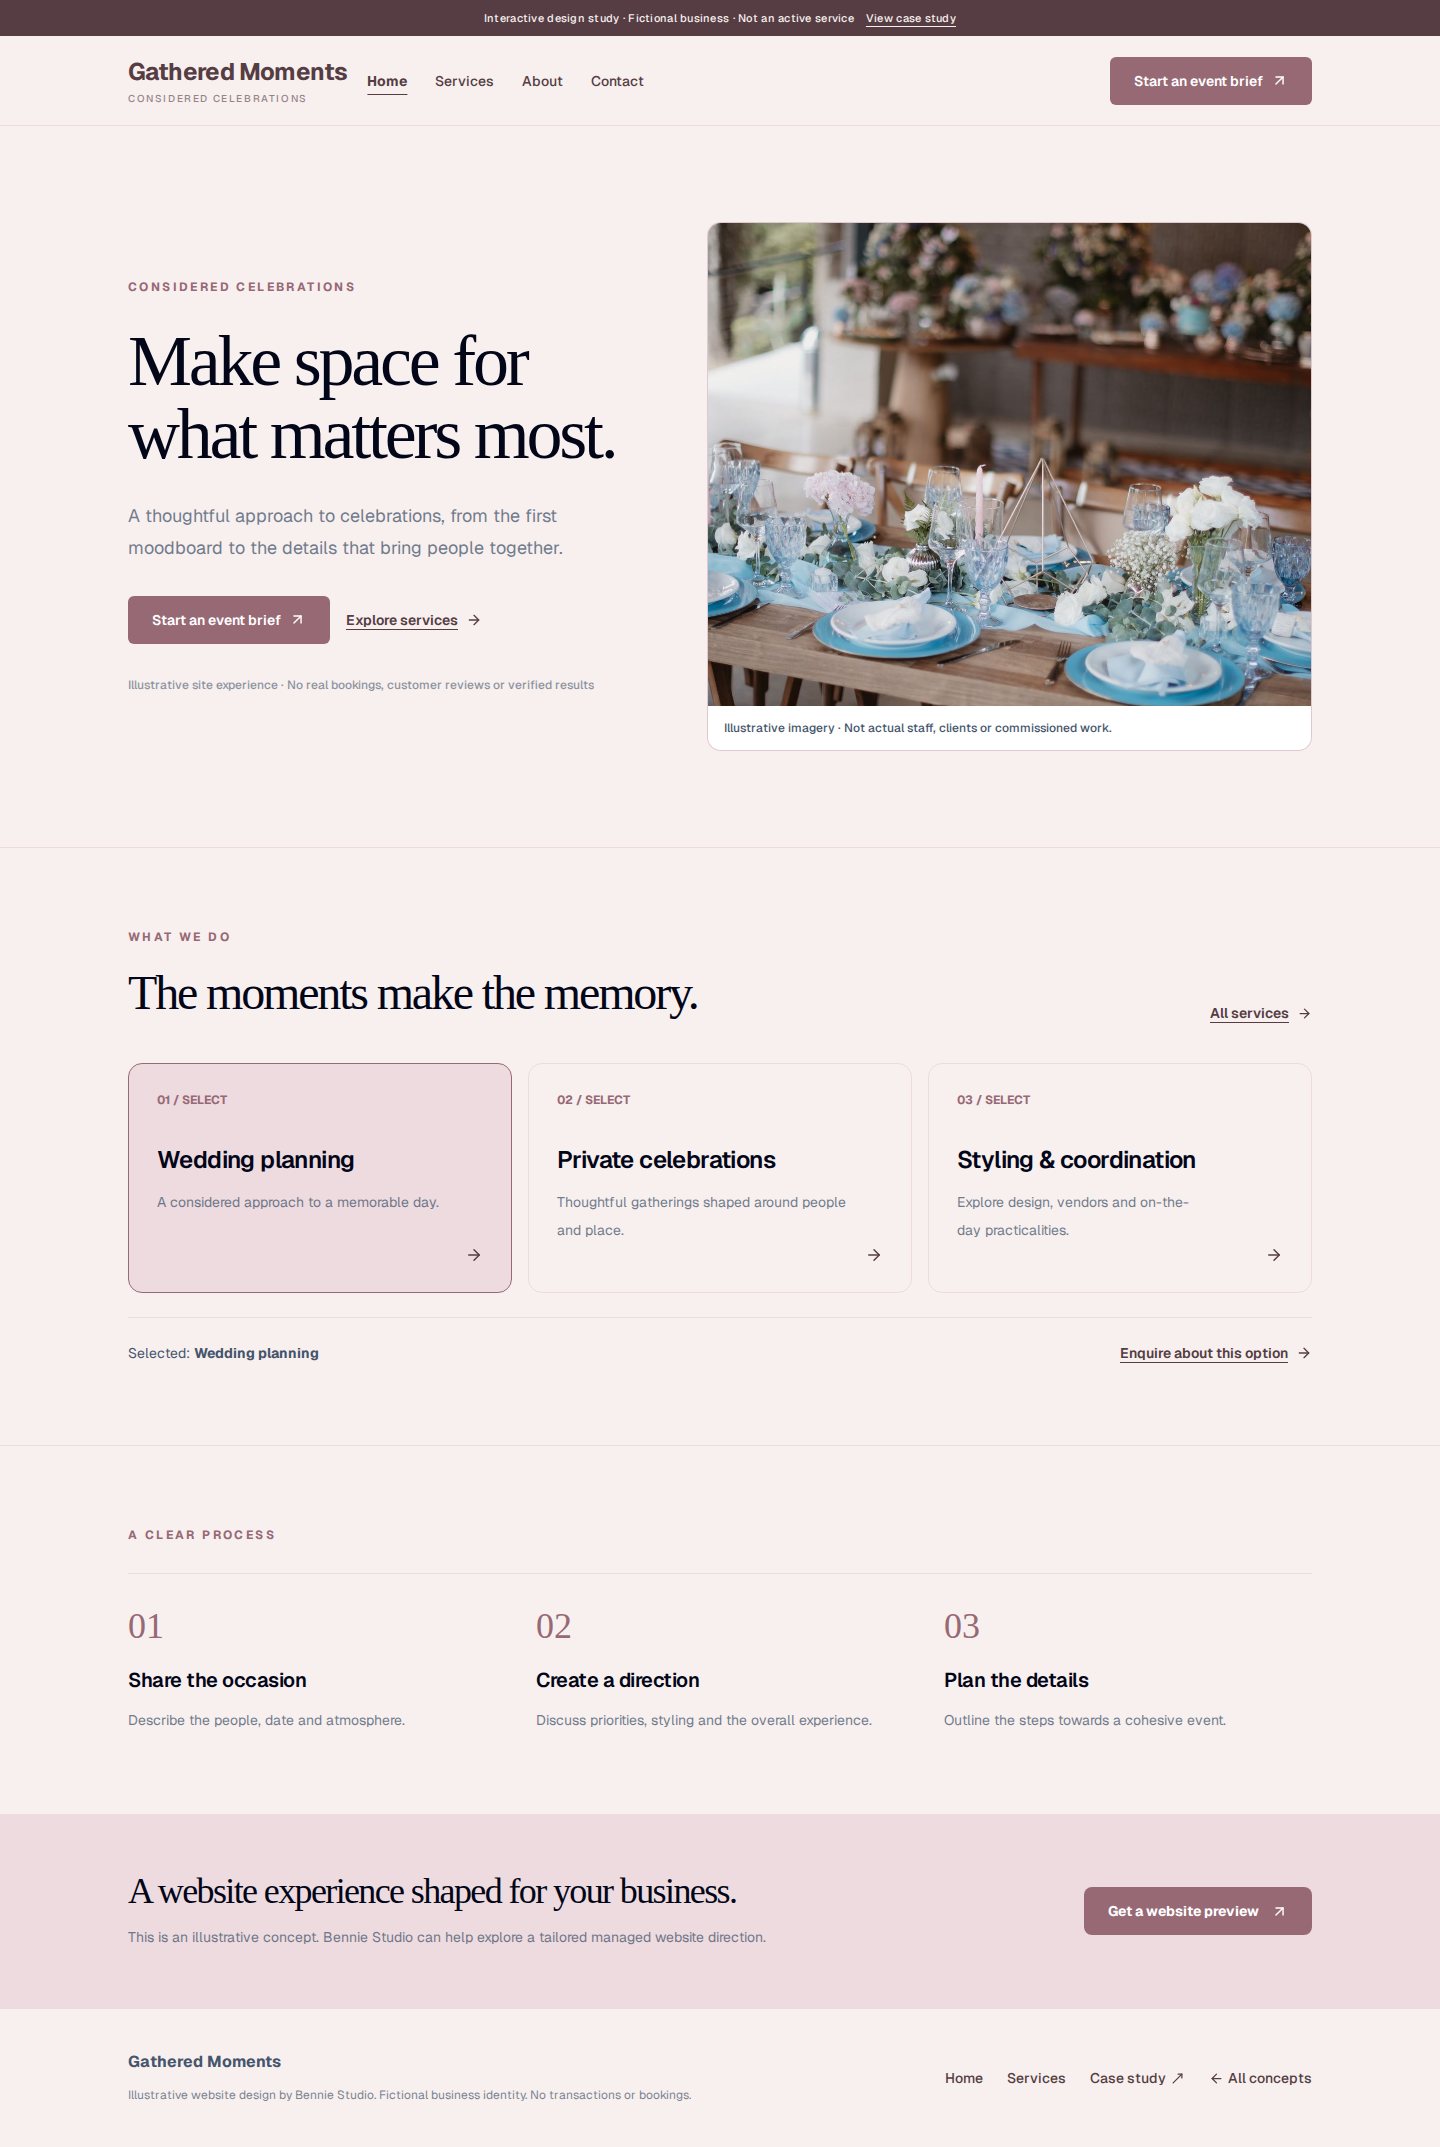 Interactive design study · Fictional business · Not an active service View case study
Gathered Moments
CONSIDERED CELEBRATIONS
Home Services About Contact
Start an event brief
CONSIDERED CELEBRATIONS
Make space for
what matters most.
A thoughtful approach to celebrations, from the first
moodboard to the details that bring people together.
Start an event brief
Explore services
Illustrative site experience · No real bookings, customer reviews or verified results
Illustrative imagery · Not actual staff, clients or commissioned work.
WHAT WE DO
The moments make the memory.
All services
01 / SELECT
Wedding planning
A considered approach to a memorable day.
02 / SELECT
Private celebrations
Thoughtful gatherings shaped around people
and place.
03 / SELECT
Styling & coordination
Explore design, vendors and on-the-
day practicalities.
Selected: Wedding planning
Enquire about this option
A CLEAR PROCESS
01
Share the occasion
Describe the people, date and atmosphere.
02
Create a direction
Discuss priorities, styling and the overall experience.
03
Plan the details
Outline the steps towards a cohesive event.
A website experience shaped for your business.
This is an illustrative concept. Bennie Studio can help explore a tailored managed website direction.
Get a website preview
Gathered Moments
Illustrative website design by Bennie Studio. Fictional business identity. No transactions or bookings.
Home Services Case study ↗ ← All concepts